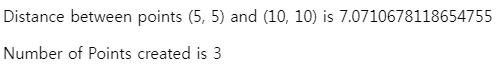 Distance between points (5, 5) and (10, 10) is 7.0710678118654755
Number of Points created is 3